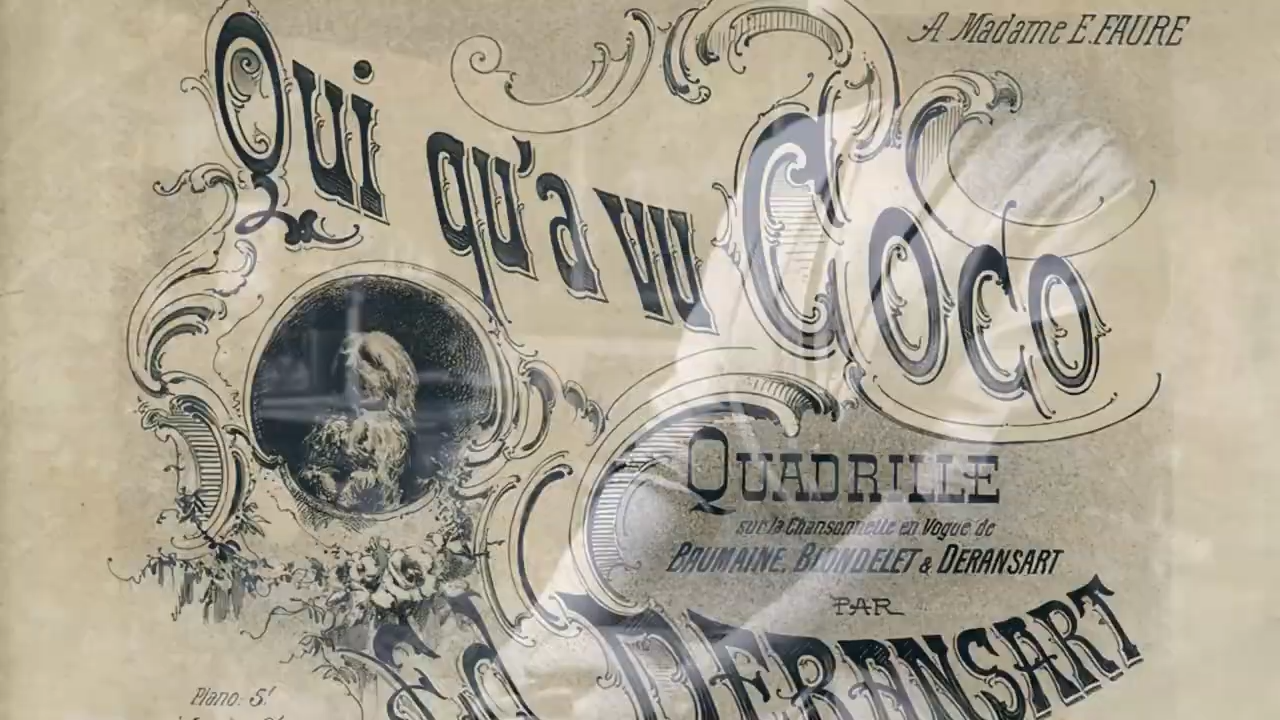 A Madame E. FAURE
Qui qu'a vu Coco
QUADRILLE
sur la Chansonnette en Vogue de
BAUMAINE, BLONDELET & DERANSART
PAR
Ed DERANSART
Piano: 5f